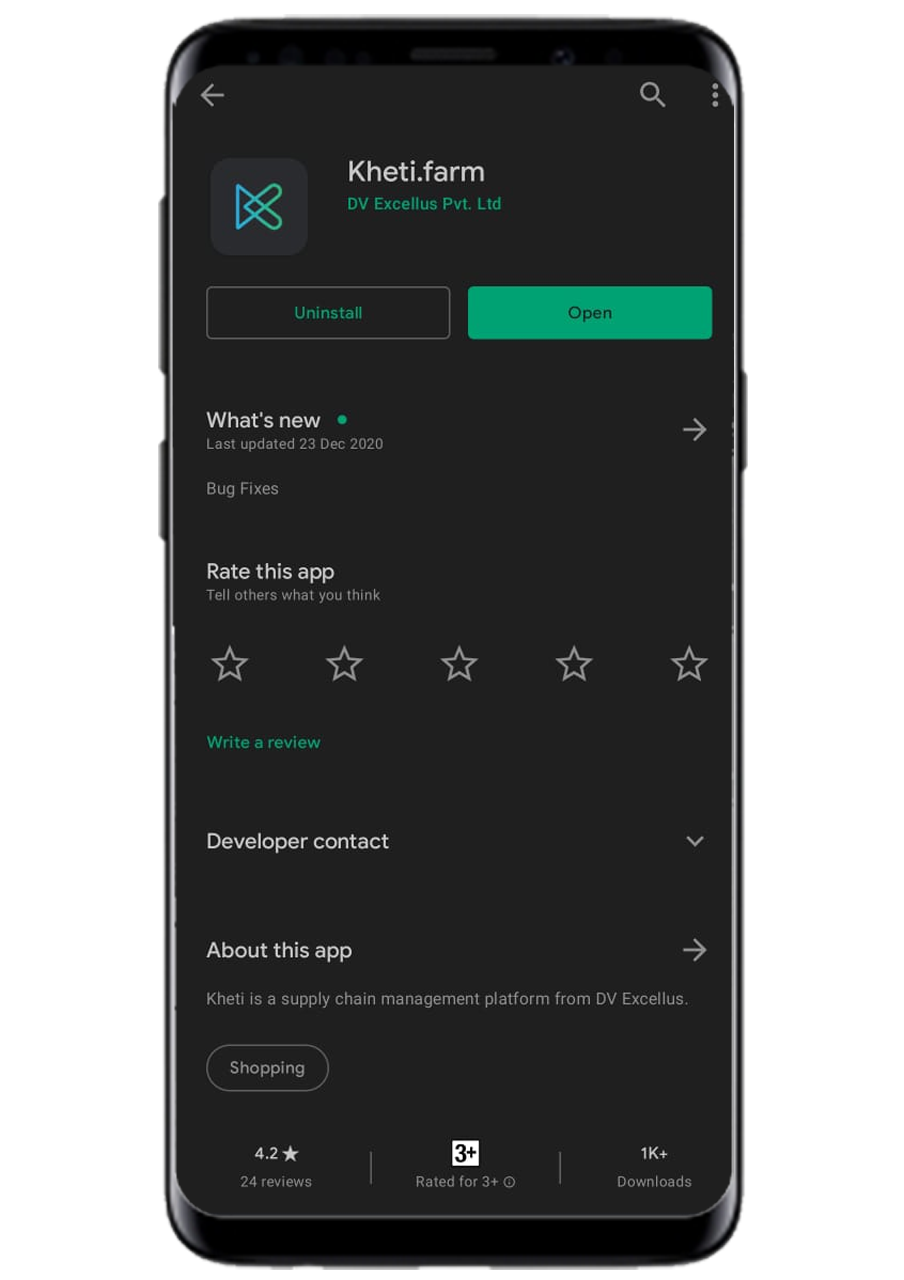 Kheti.farm
DV Excellus Pvt. Ltd
Uninstall
Open
What's new
Last updated 23 Dec 2020
Bug Fixes
Rate this app
Tell others what you think
Write a review
Developer contact
About this app
Kheti is a supply chain management platform from DV Excellus.
Shopping
4.2★
24 reviews
3+
Rated for 3+
1K+
Downloads